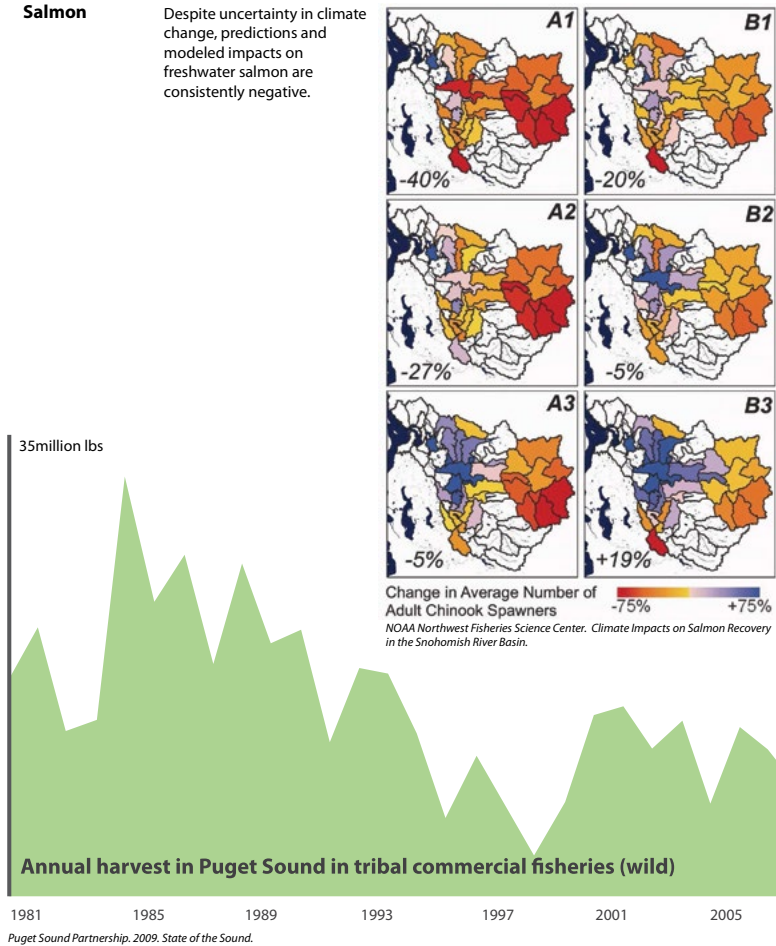 Salmon
Despite uncertainty in climate
change, predictions and
modeled impacts on
freshwater salmon are
consistently negative.
A1
-40%
B1
-20%
A2
-27%
B2
-5%
A3
-5%
B3
+19%
Change in Average Number of
Adult Chinook Spawners
-75%
+75%
NOAA Northwest Fisheries Science Center. Climate Impacts on Salmon Recovery
in the Snohomish River Basin.
35million lbs
Annual harvest in Puget Sound in tribal commercial fisheries (wild)
1981 1985 1989 1993 1997 2001 2005
Puget Sound Partnership. 2009. State of the Sound.